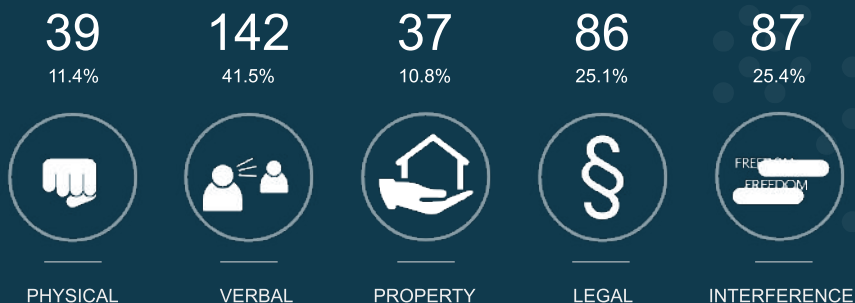 39 142 37 86 87
11.4% 41.5% 10.8% 25.1% 25.4%
§
FREEDOM
FREEDOM
PHYSICAL VERBAL PROPERTY LEGAL INTERFERENCE